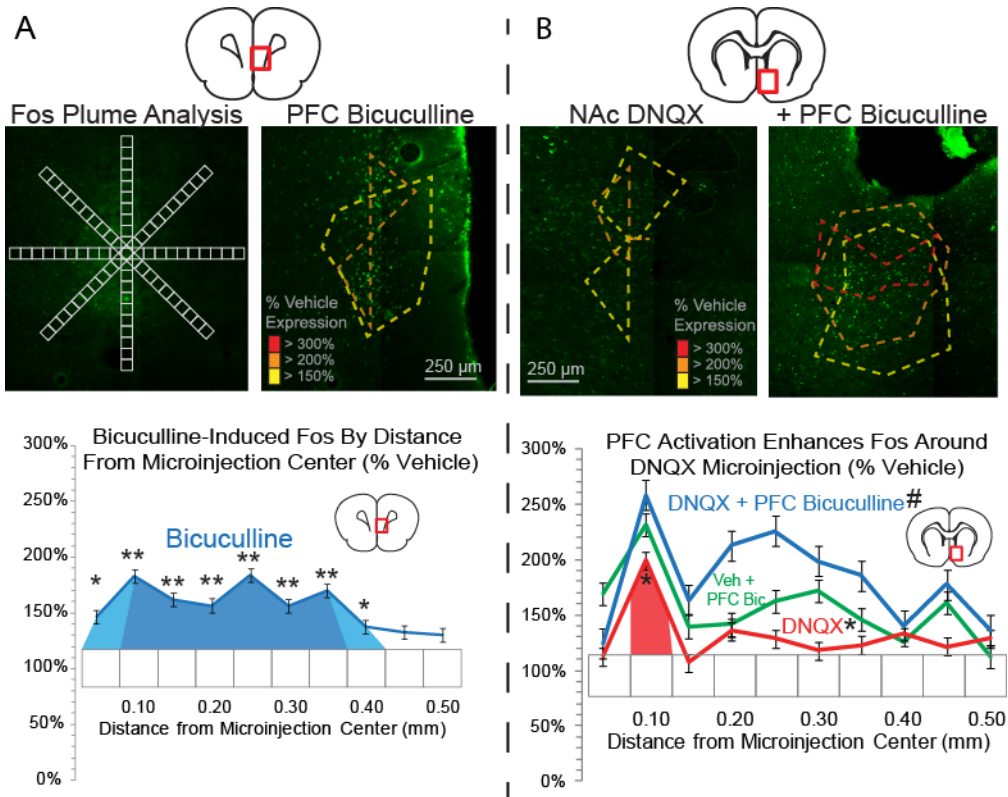 A
B
Fos Plume Analysis
PFC Bicuculline
NAc DNQX
+ PFC Bicuculline
% Vehicle
Expression
> 300%
> 200%
> 150%
250 µm
% Vehicle
Expression
> 300%
> 200%
> 150%
250 µm
300%
250%
200%
150%
100%
50%
0%
Bicuculline-Induced Fos By Distance
From Microinjection Center (% Vehicle)
Bicuculline
* ** ** ** ** ** ** *
0.10 0.20 0.30 0.40 0.50
Distance from Microinjection Center (mm)
300%
250%
200%
150%
100%
50%
0%
PFC Activation Enhances Fos Around
DNQX Microinjection (% Vehicle)
DNQX + PFC Bicuculline#
Veh +
PFC Bic
DNQX*
*
0.10 0.20 0.30 0.40 0.50
Distance from Microinjection Center (mm)